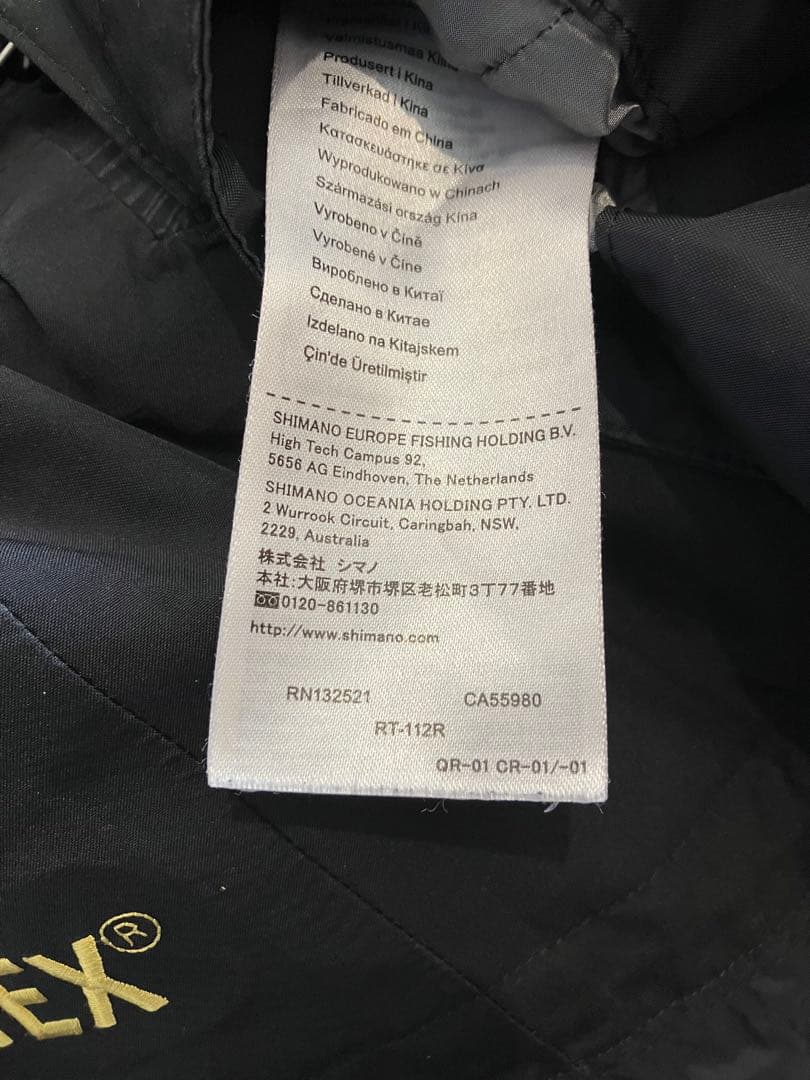 Valmistusmaa Kiina
Produsert i Kina
Tillverkad i Kina
Fabricado em China
Κατασκευάστηκε σε Κίνα
Wyprodukowano w Chinach
Származási ország Kína
Vyrobeno v Číně
Vyrobené v Číne
Вироблено в Китаї
Сделано в Китае
Izdelano na Kitajskem
Çin'de Üretilmiştir
SHIMANO EUROPE FISHING HOLDING B.V.
High Tech Campus 92,
5656 AG Eindhoven, The Netherlands
SHIMANO OCEANIA HOLDING PTY. LTD.
2 Wurrook Circuit, Caringbah, NSW,
2229, Australia
株式会社 シマノ
本社:大阪府堺市堺区老松町3丁77番地
0120-861130
http://www.shimano.com
RN132521 CA55980
RT-112R
QR-01 CR-01/-01
EX®